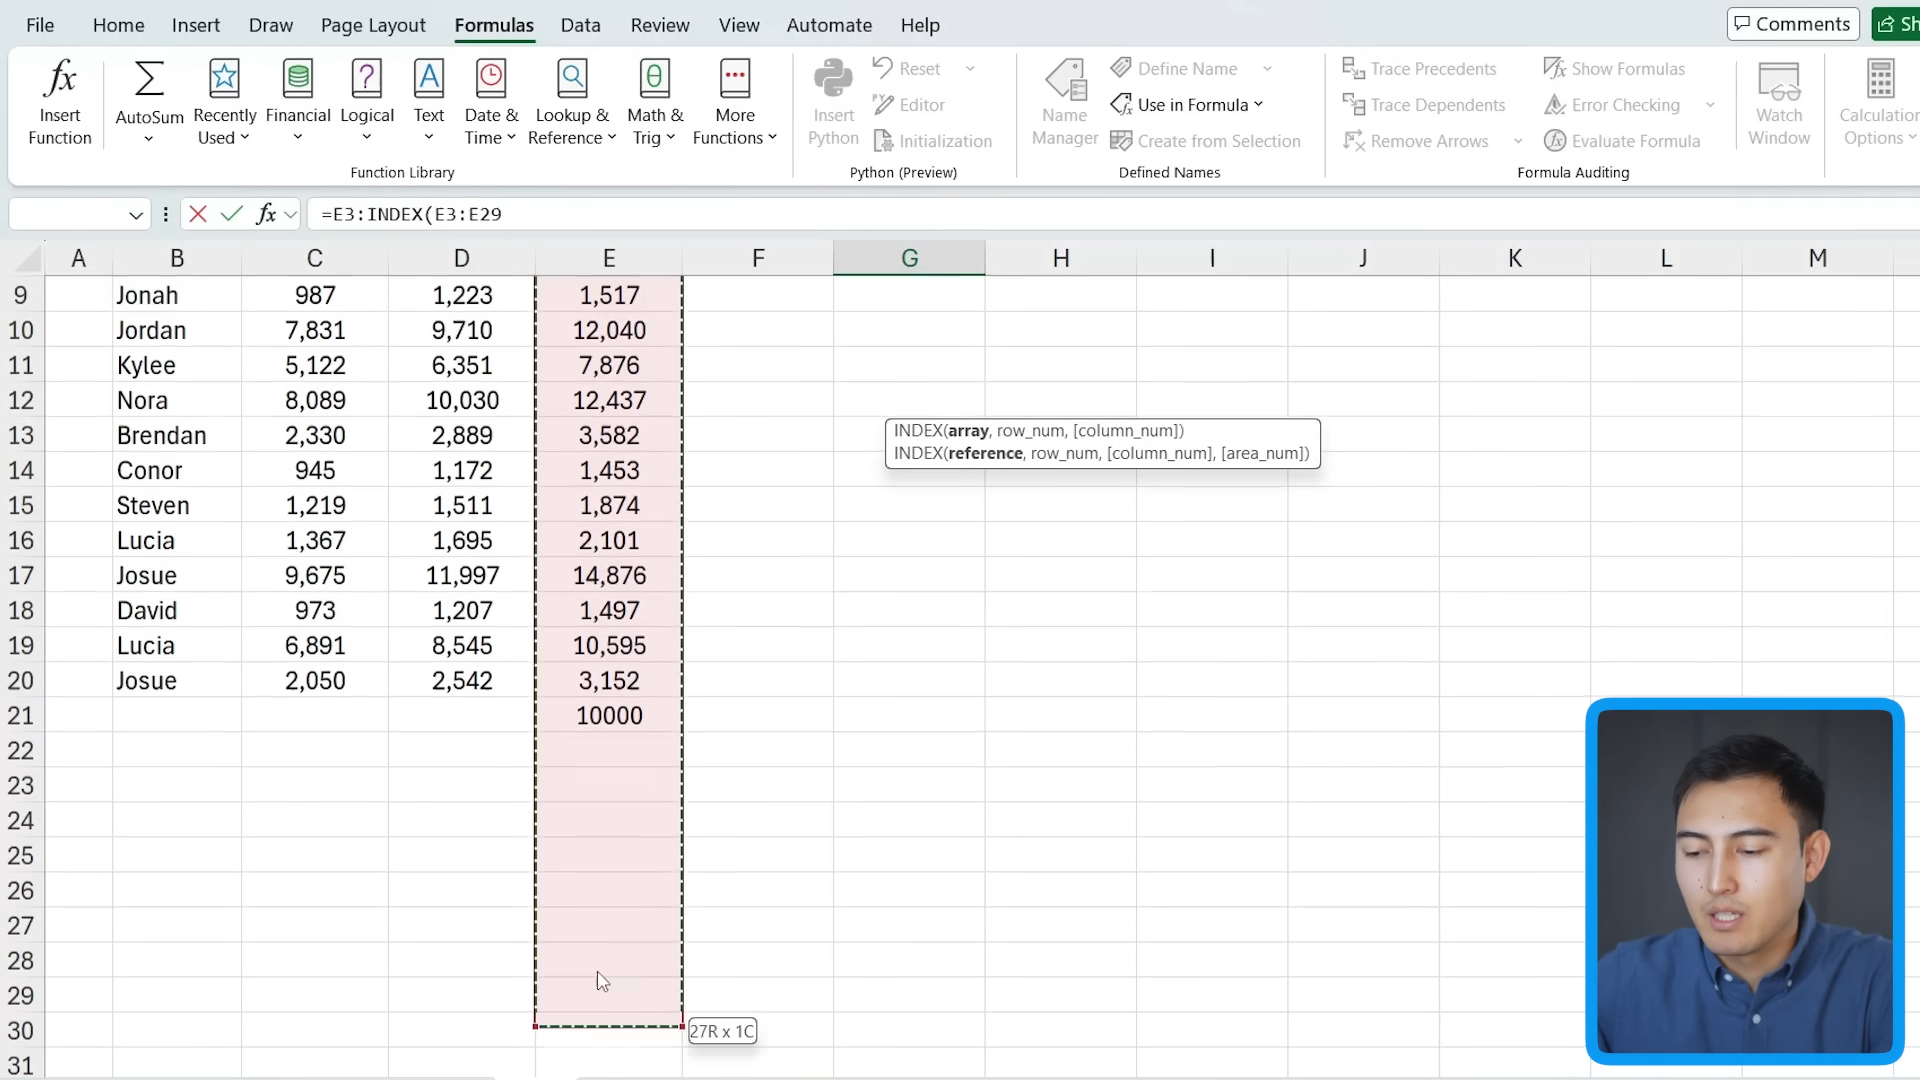 File Home Insert Draw Page Layout Formulas Data Review View Automate Help Comments Sh
Insert Function
AutoSum
Recently Used
Financial
Logical
Text
Date & Time
Lookup & Reference
Math & Trig
More Functions
Function Library
Insert Python
Reset
Editor
Initialization
Python (Preview)
Name Manager
Define Name
Use in Formula
Create from Selection
Defined Names
Trace Precedents
Trace Dependents
Remove Arrows
Show Formulas
Error Checking
Evaluate Formula
Formula Auditing
Watch Window
Calculation Options
fx =E3:INDEX(E3:E29
A B C D E F G H I J K L M
9 Jonah 987 1,223 1,517
10 Jordan 7,831 9,710 12,040
11 Kylee 5,122 6,351 7,876
12 Nora 8,089 10,030 12,437
13 Brendan 2,330 2,889 3,582
INDEX(array, row_num, [column_num])
INDEX(reference, row_num, [column_num], [area_num])
14 Conor 945 1,172 1,453
15 Steven 1,219 1,511 1,874
16 Lucia 1,367 1,695 2,101
17 Josue 9,675 11,997 14,876
18 David 973 1,207 1,497
19 Lucia 6,891 8,545 10,595
20 Josue 2,050 2,542 3,152
21 10000
22
23
24
25
26
27
28
29
30 27R x 1C
31